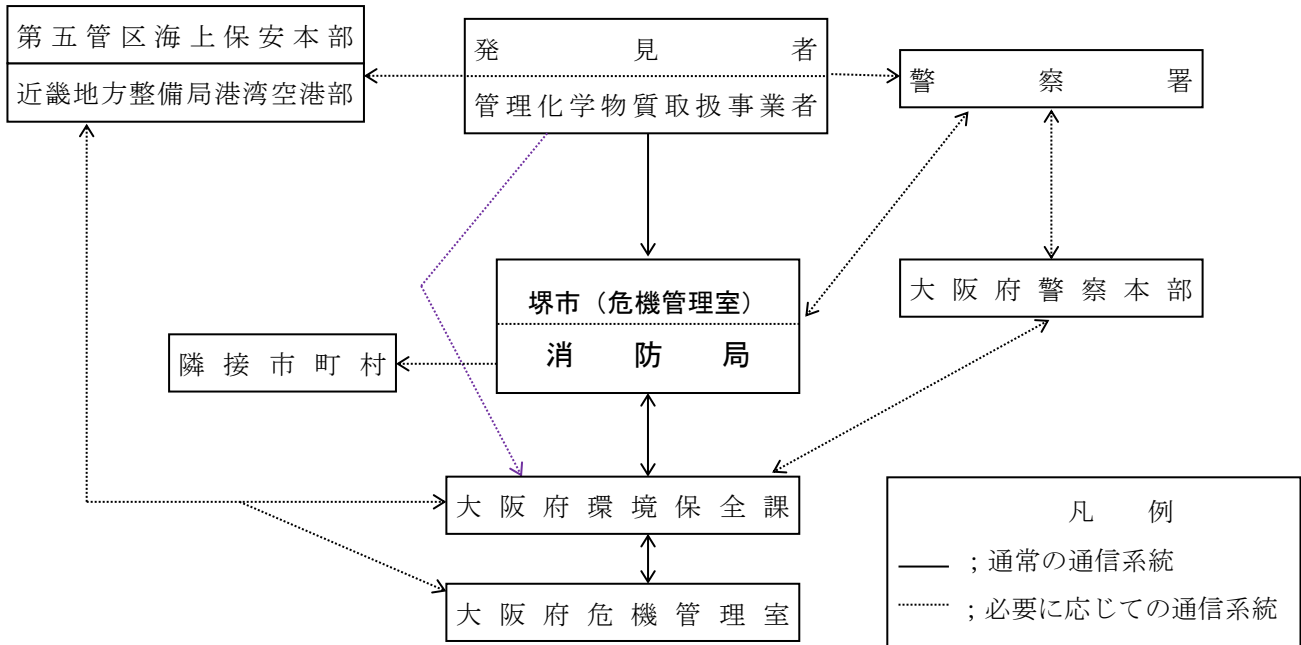 第五管区海上保安本部
近畿地方整備局港湾空港部
発見者
管理化学物質取扱事業者
警察署
堺市（危機管理室）
消防局
大阪府警察本部
隣接市町村
大阪府環境保全課
大阪府危機管理室
凡例
；通常の通信系統
；必要に応じての通信系統